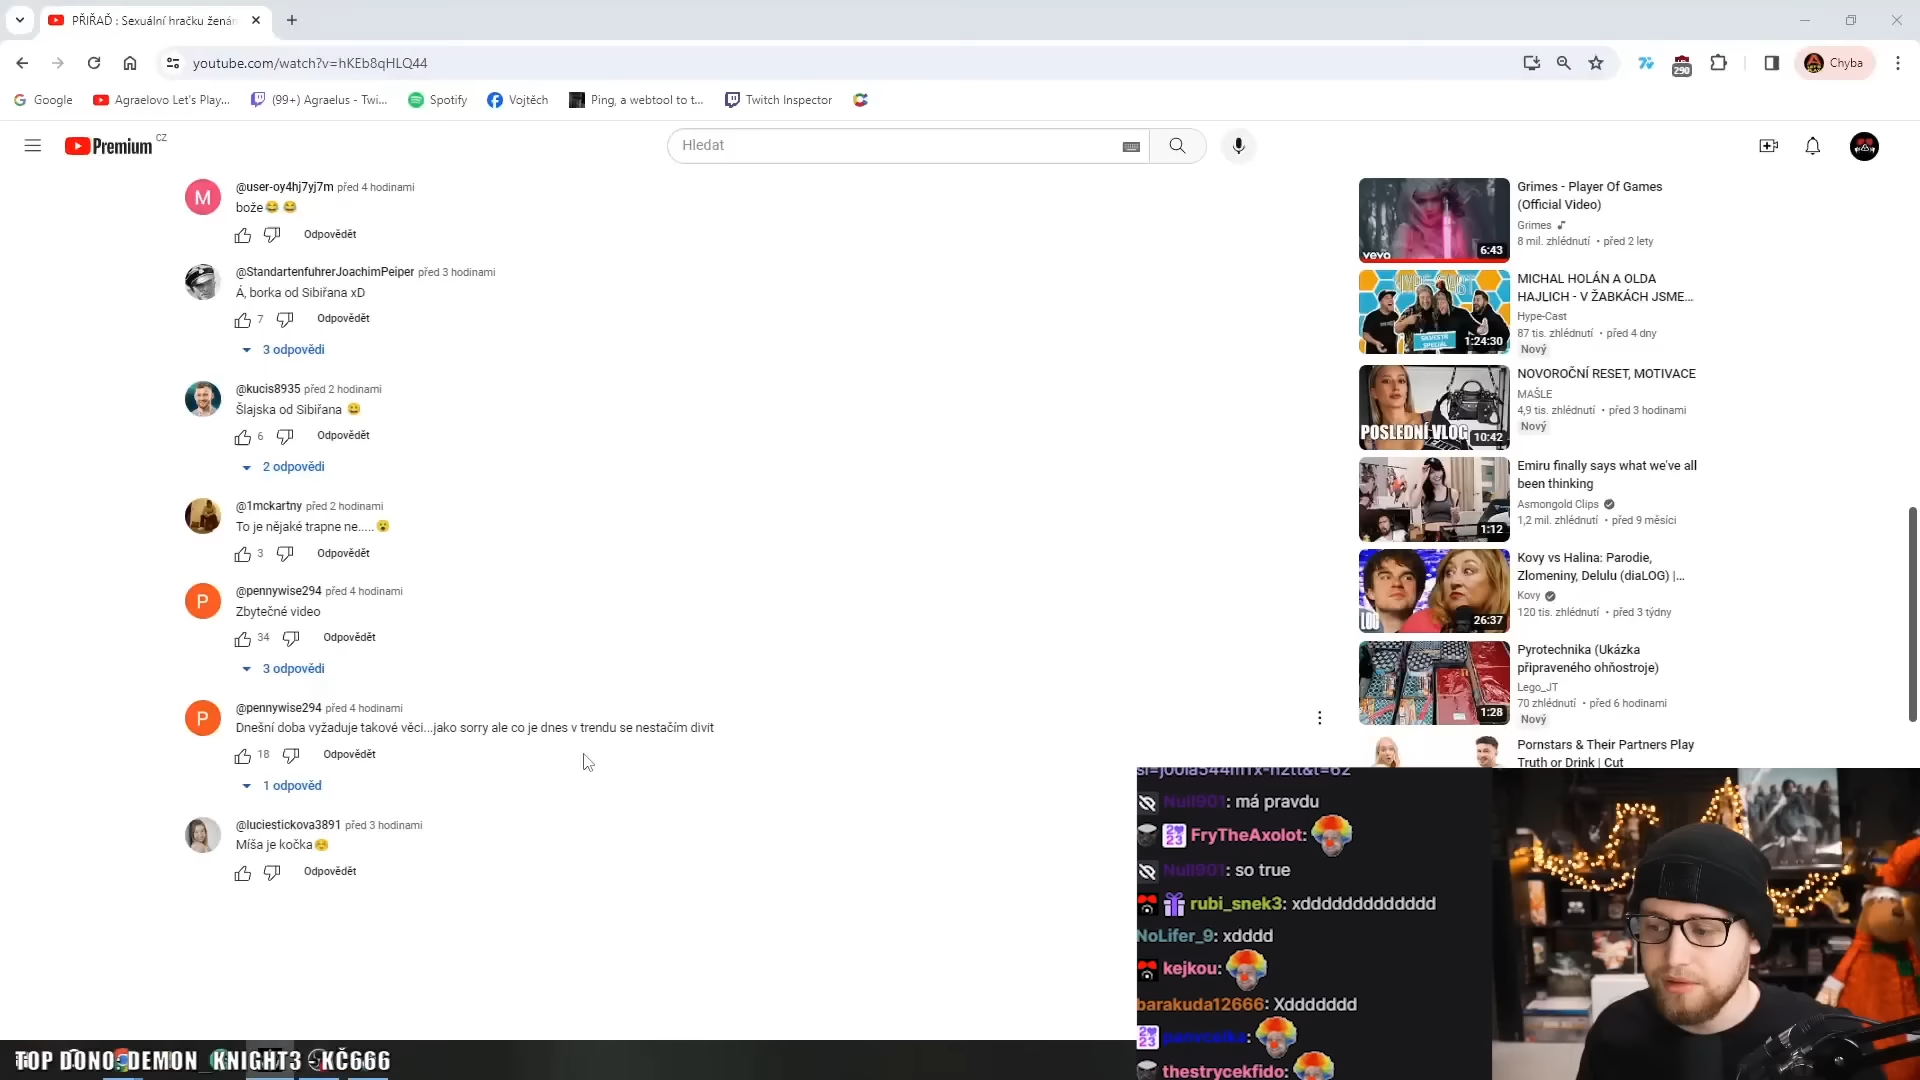 PŘIŘAĎ : Sexuální hračku ženám
youtube.com/watch?v=hKEb8qHLQ44
290
Chyba
Google
Agraelovo Let's Play...
(99+) Agraelus - Twi...
Spotify
Vojtěch
Ping, a webtool to t...
Twitch Inspector
Premium CZ
Hledat
M
@user-oy4hj7yj7m před 4 hodinami
bože😂 😂
Odpovědět
@StandartenfuhrerJoachimPeiper před 3 hodinami
Á, borka od Sibiřana xD
7 Odpovědět
3 odpovědi
@kucis8935 před 2 hodinami
Šlajska od Sibiřana 😀
6 Odpovědět
2 odpovědi
@1mckartny před 2 hodinami
To je nějaké trapne ne.....😮
3 Odpovědět
P
@pennywise294 před 4 hodinami
Zbytečné video
34 Odpovědět
3 odpovědi
P
@pennywise294 před 4 hodinami
Dnešní doba vyžaduje takové věci...jako sorry ale co je dnes v trendu se nestačím divit
18 Odpovědět
1 odpověď
@luciestickova3891 před 3 hodinami
Míša je kočka☺️
Odpovědět
vevo
6:43
Grimes - Player Of Games
(Official Video)
Grimes
8 mil. zhlédnutí • před 2 lety
HYPE-CAST
SILVESTR
SPECIÁL
1:24:30
MICHAL HOLÁN A OLDA
HAJLICH - V ŽABKÁCH JSME...
Hype-Cast
87 tis. zhlédnutí • před 4 dny
Nový
POSLEDNÍ VLOG
10:42
NOVOROČNÍ RESET, MOTIVACE
MAŠLE
4,9 tis. zhlédnutí • před 3 hodinami
Nový
1:12
Emiru finally says what we've all
been thinking
Asmongold Clips
1,2 mil. zhlédnutí • před 9 měsíci
LOG
26:37
Kovy vs Halina: Parodie,
Zlomeniny, Delulu (diaLOG) |...
Kovy
120 tis. zhlédnutí • před 3 týdny
1:28
Pyrotechnika (Ukázka
připraveného ohňostroje)
Lego_JT
70 zhlédnutí • před 6 hodinami
Nový
Pornstars & Their Partners Play
Truth or Drink | Cut
Null901: má pravdu
2023 FryTheAxolot:
Null901: so true
rubi_snek3: xddddddddddddd
NoLifer_9: xdddd
kejkou:
barakuda12666: Xddddddd
2023
thestrycekfido:
TOP DONO: DEMON_KNIGHT3 - KČ666